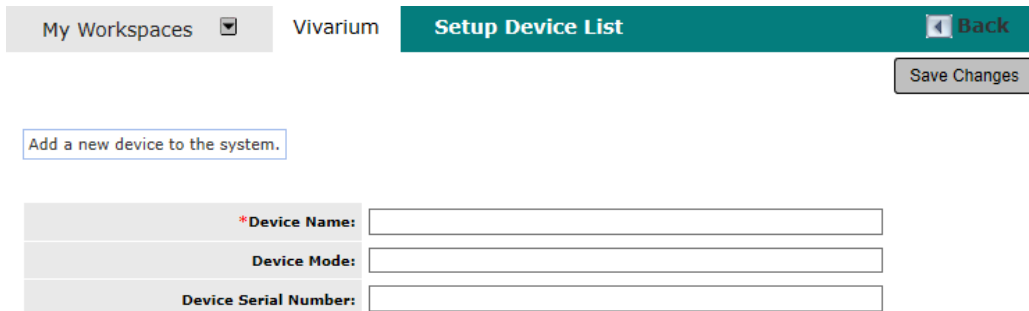 My Workspaces Vivarium Setup Device List Back
Save Changes
Add a new device to the system.
*Device Name:
Device Mode:
Device Serial Number: